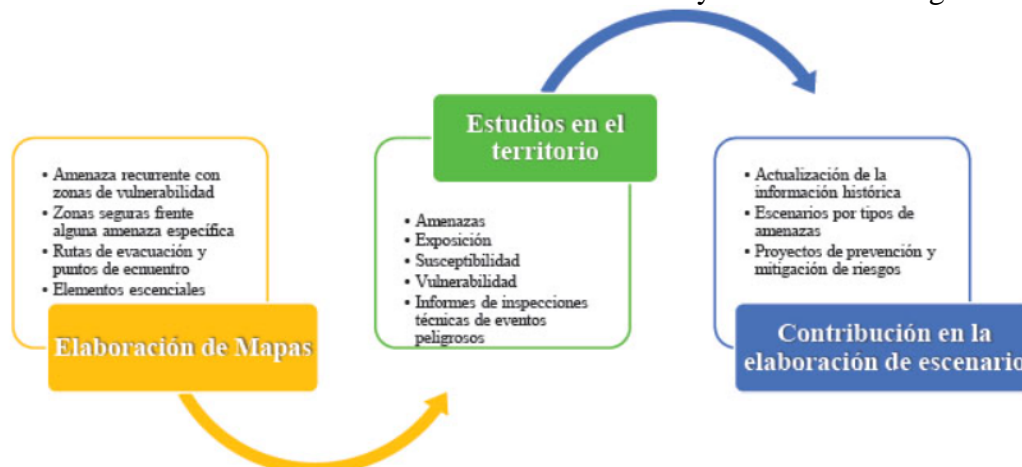 • Amenaza recurrente con
zonas de vulnerabilidad
• Zonas seguras frente
alguna amenaza específica
• Rutas de evacuación y
puntos de ecnuentro
• Elementos escenciales
Elaboración de Mapas
Estudios en el
territorio
• Amenazas
• Exposición
• Susceptibilidad
• Vulnerabilidad
• Informes de inspecciones
técnicas de eventos
peligrosos
• Actualización de la
información histórica
• Escenarios por tipos de
amenazas
• Proyectos de prevención y
mitigación de riesgos
Contribución en la
elaboración de escenario